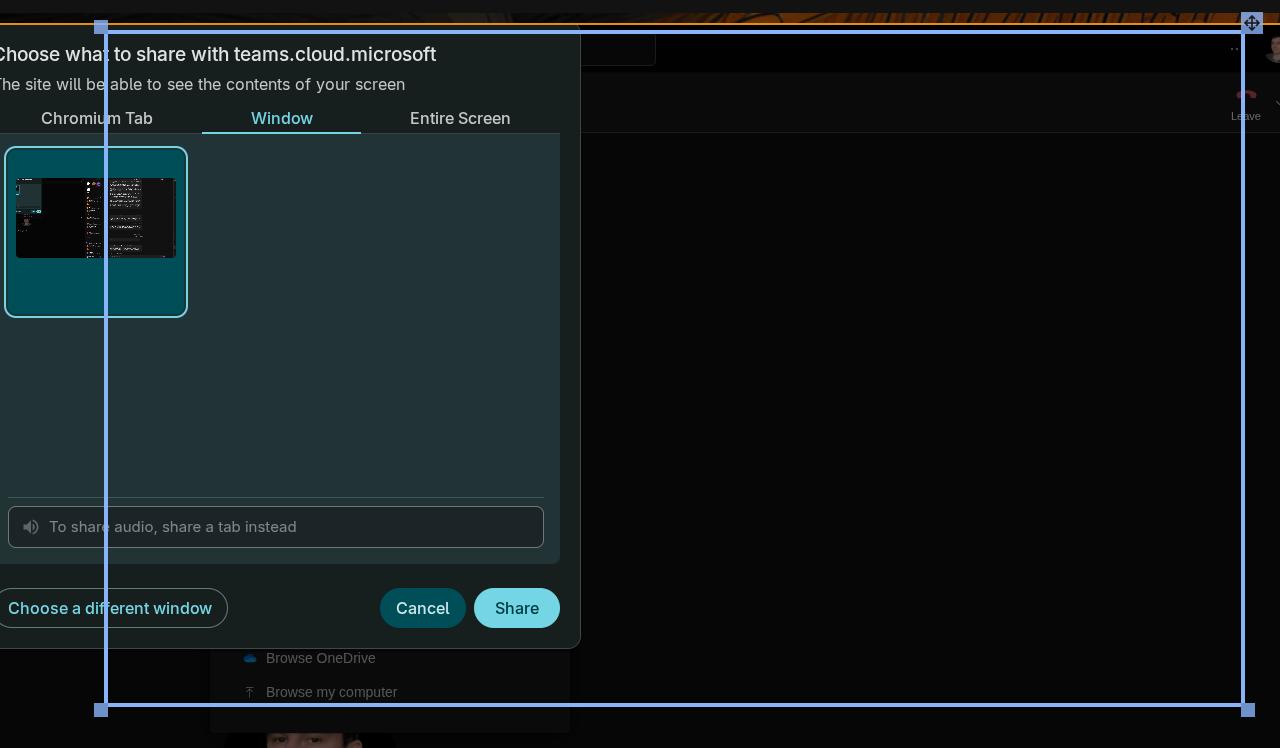 Choose what to share with teams.cloud.microsoft
The site will be able to see the contents of your screen
Chromium Tab
Window
Entire Screen
Leave
To share audio, share a tab instead
Choose a different window
Cancel
Share
Browse OneDrive
Browse my computer